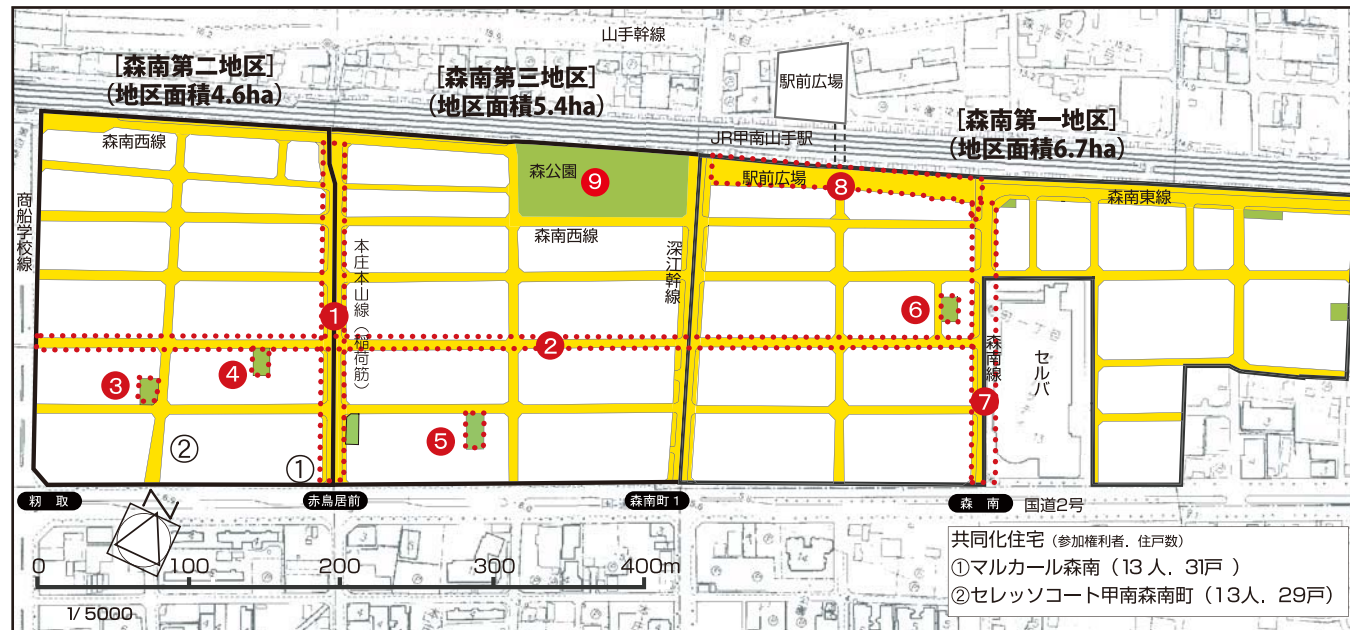 山手幹線
[森南第二地区]
(地区面積4.6ha)
[森南第三地区]
(地区面積5.4ha)
駅前広場
[森南第一地区]
(地区面積6.7ha)
JR甲南山手駅
森南西線
森公園
⑨
駅前広場
⑧
森南東線
商船学校線
森南西線
本庄本山線(稲荷筋)
深江幹線
①
②
⑥
森南線
セルバ
③
④
⑤
⑦
②
①
籾取
赤鳥居前
森南町1
森南
国道2号
N
0 100 200 300 400m
1/5000
共同化住宅(参加権利者.住戸数)
①マルカール森南(13人.31戸)
②セレッソコート甲南森南町(13人.29戸)